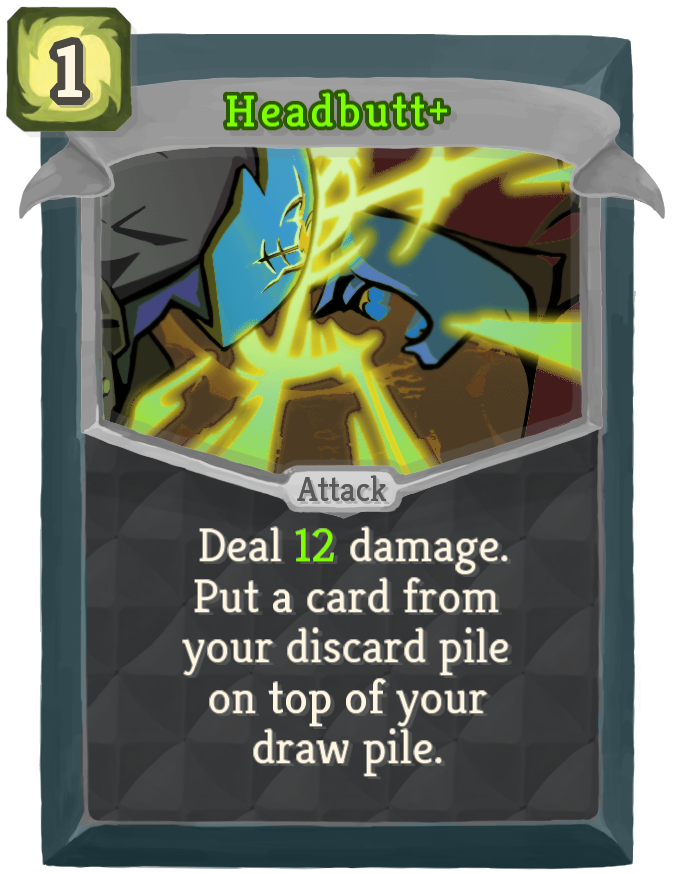 1
Headbutt+
Attack
Deal 12 damage.
Put a card from
your discard pile
on top of your
draw pile.